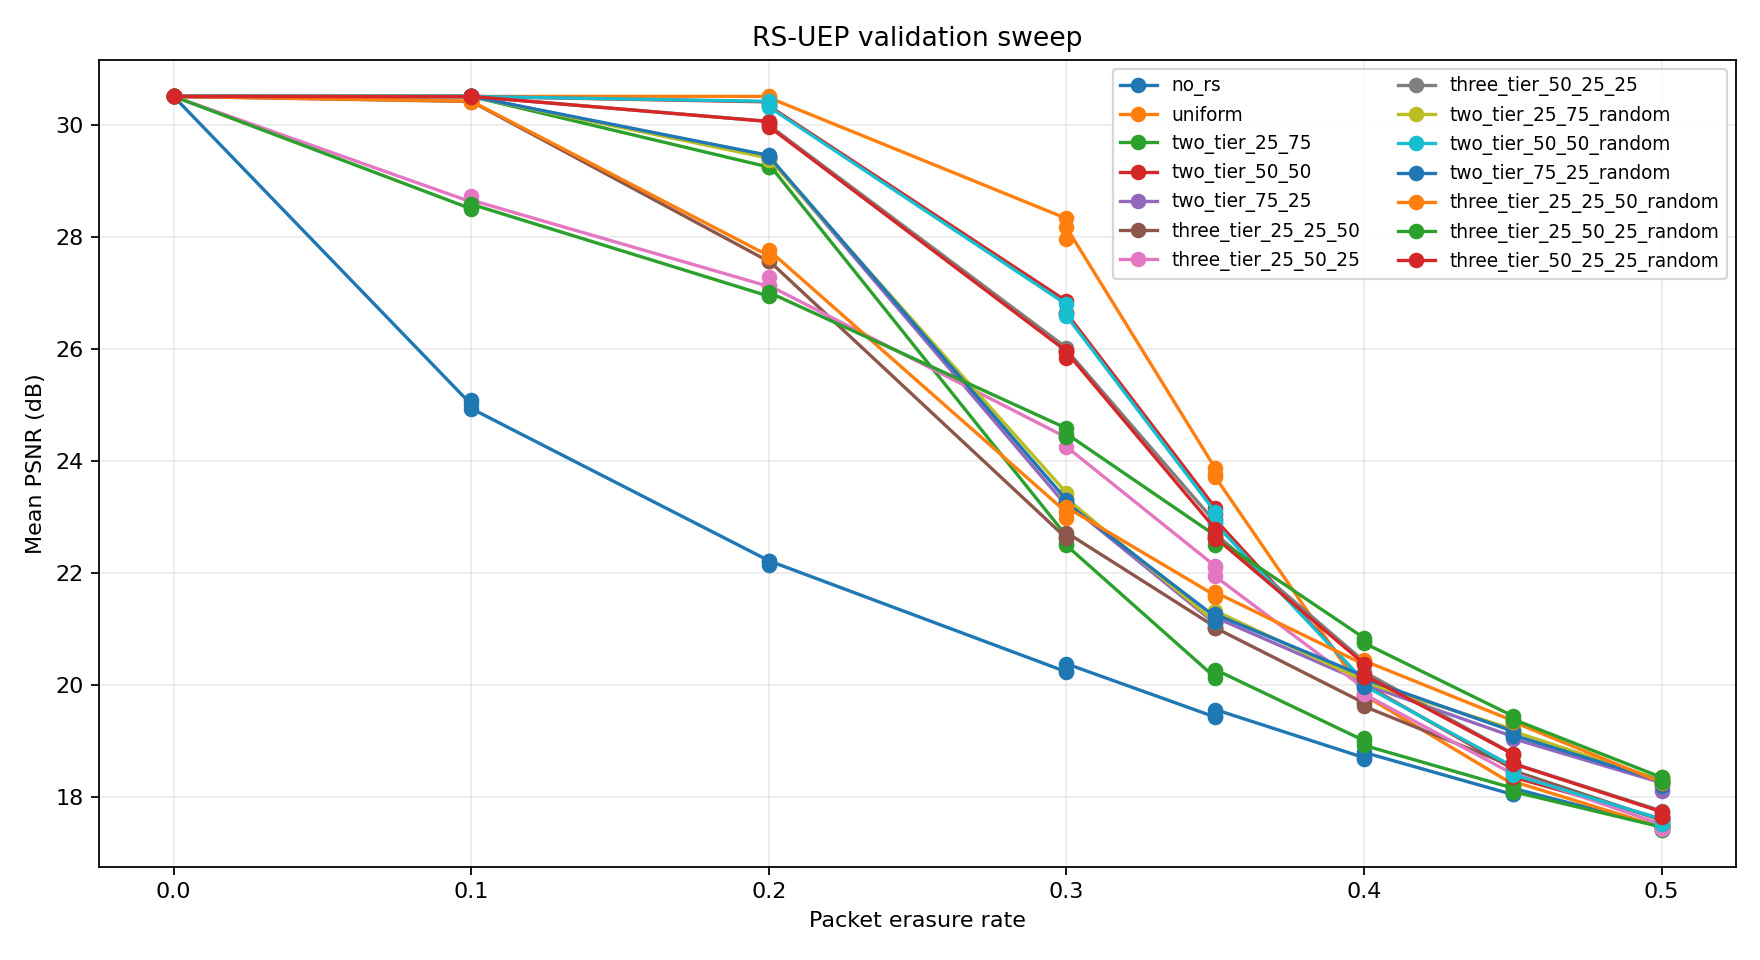 RS-UEP validation sweep
Mean PSNR (dB)
30
28
26
24
22
20
18
no_rs
uniform
two_tier_25_75
two_tier_50_50
two_tier_75_25
three_tier_25_25_50
three_tier_25_50_25
three_tier_50_25_25
two_tier_25_75_random
two_tier_50_50_random
two_tier_75_25_random
three_tier_25_25_50_random
three_tier_25_50_25_random
three_tier_50_25_25_random
0.0 0.1 0.2 0.3 0.4 0.5
Packet erasure rate